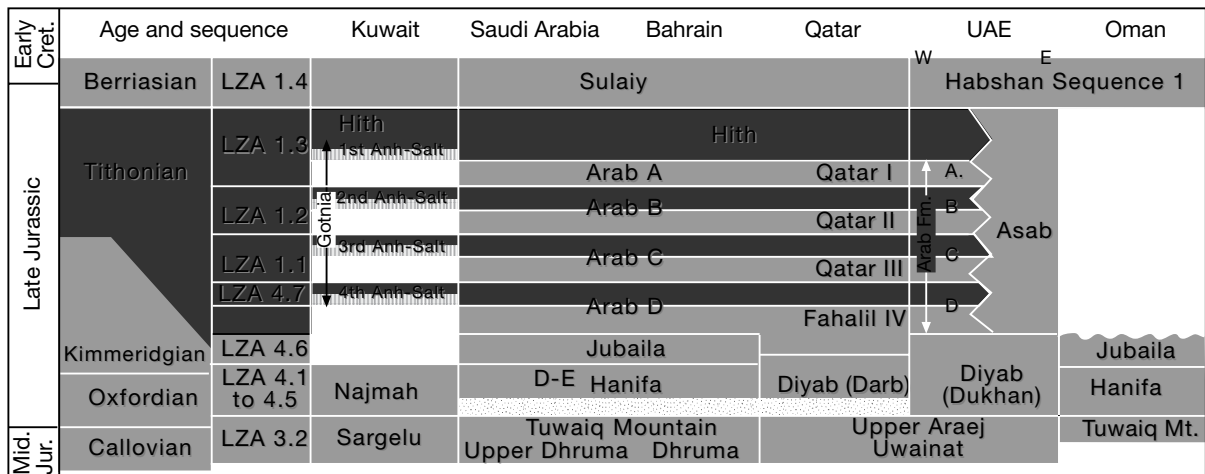 Early Cret.
Age and sequence Kuwait Saudi Arabia Bahrain Qatar UAE Oman
W E
Berriasian LZA 1.4 Sulaiy Habshan Sequence 1
Late Jurassic
Tithonian
LZA 1.3
Hith
1st Anh-Salt
Hith
Arab A Qatar I A.
Gotnia
LZA 1.2
2nd Anh-Salt
Arab B
Qatar II
B
Arab Fm.
Asab
LZA 1.1
3rd Anh-Salt
Arab C
Qatar III
C
LZA 4.7
4th Anh-Salt
Arab D
Fahalil IV
D
Kimmeridgian LZA 4.6 Jubaila Jubaila
Oxfordian
LZA 4.1
to 4.5
Najmah
D-E Hanifa
Diyab (Darb)
Diyab
(Dukhan)
Hanifa
Mid. Jur.
Callovian LZA 3.2 Sargelu
Tuwaiq Mountain
Upper Dhruma Dhruma
Upper Araej
Uwainat
Tuwaiq Mt.